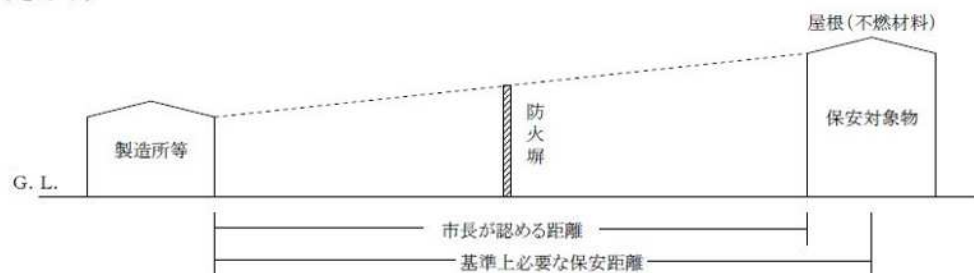 屋根(不燃材料)
防火塀
製造所等
保安対象物
G. L.
市長が認める距離
基準上必要な保安距離